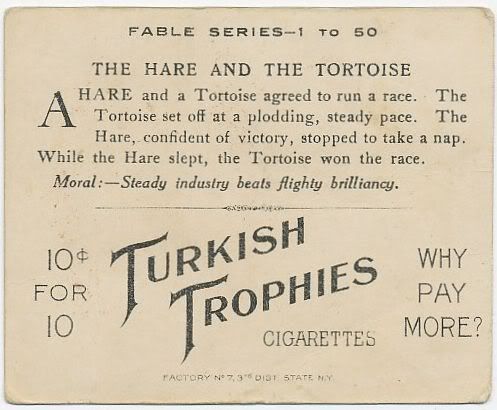 FABLE SERIES—1 TO 50
THE HARE AND THE TORTOISE
A HARE and a Tortoise agreed to run a race. The
Tortoise set off at a plodding, steady pace. The
Hare, confident of victory, stopped to take a nap.
While the Hare slept, the Tortoise won the race.
Moral:—Steady industry beats flighty brilliancy.
10¢
FOR
10
TURKISH
TROPHIES
CIGARETTES
WHY
PAY
MORE?
FACTORY No 7, 3RD DIST. STATE N.Y.